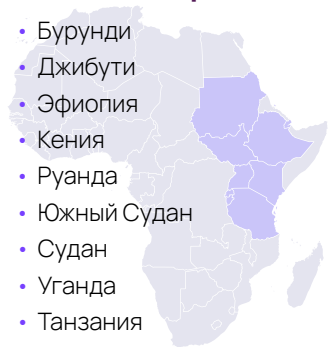 • Бурунди
• Джибути
• Эфиопия
• Кения
• Руанда
• Южный Судан
• Судан
• Уганда
• Танзания